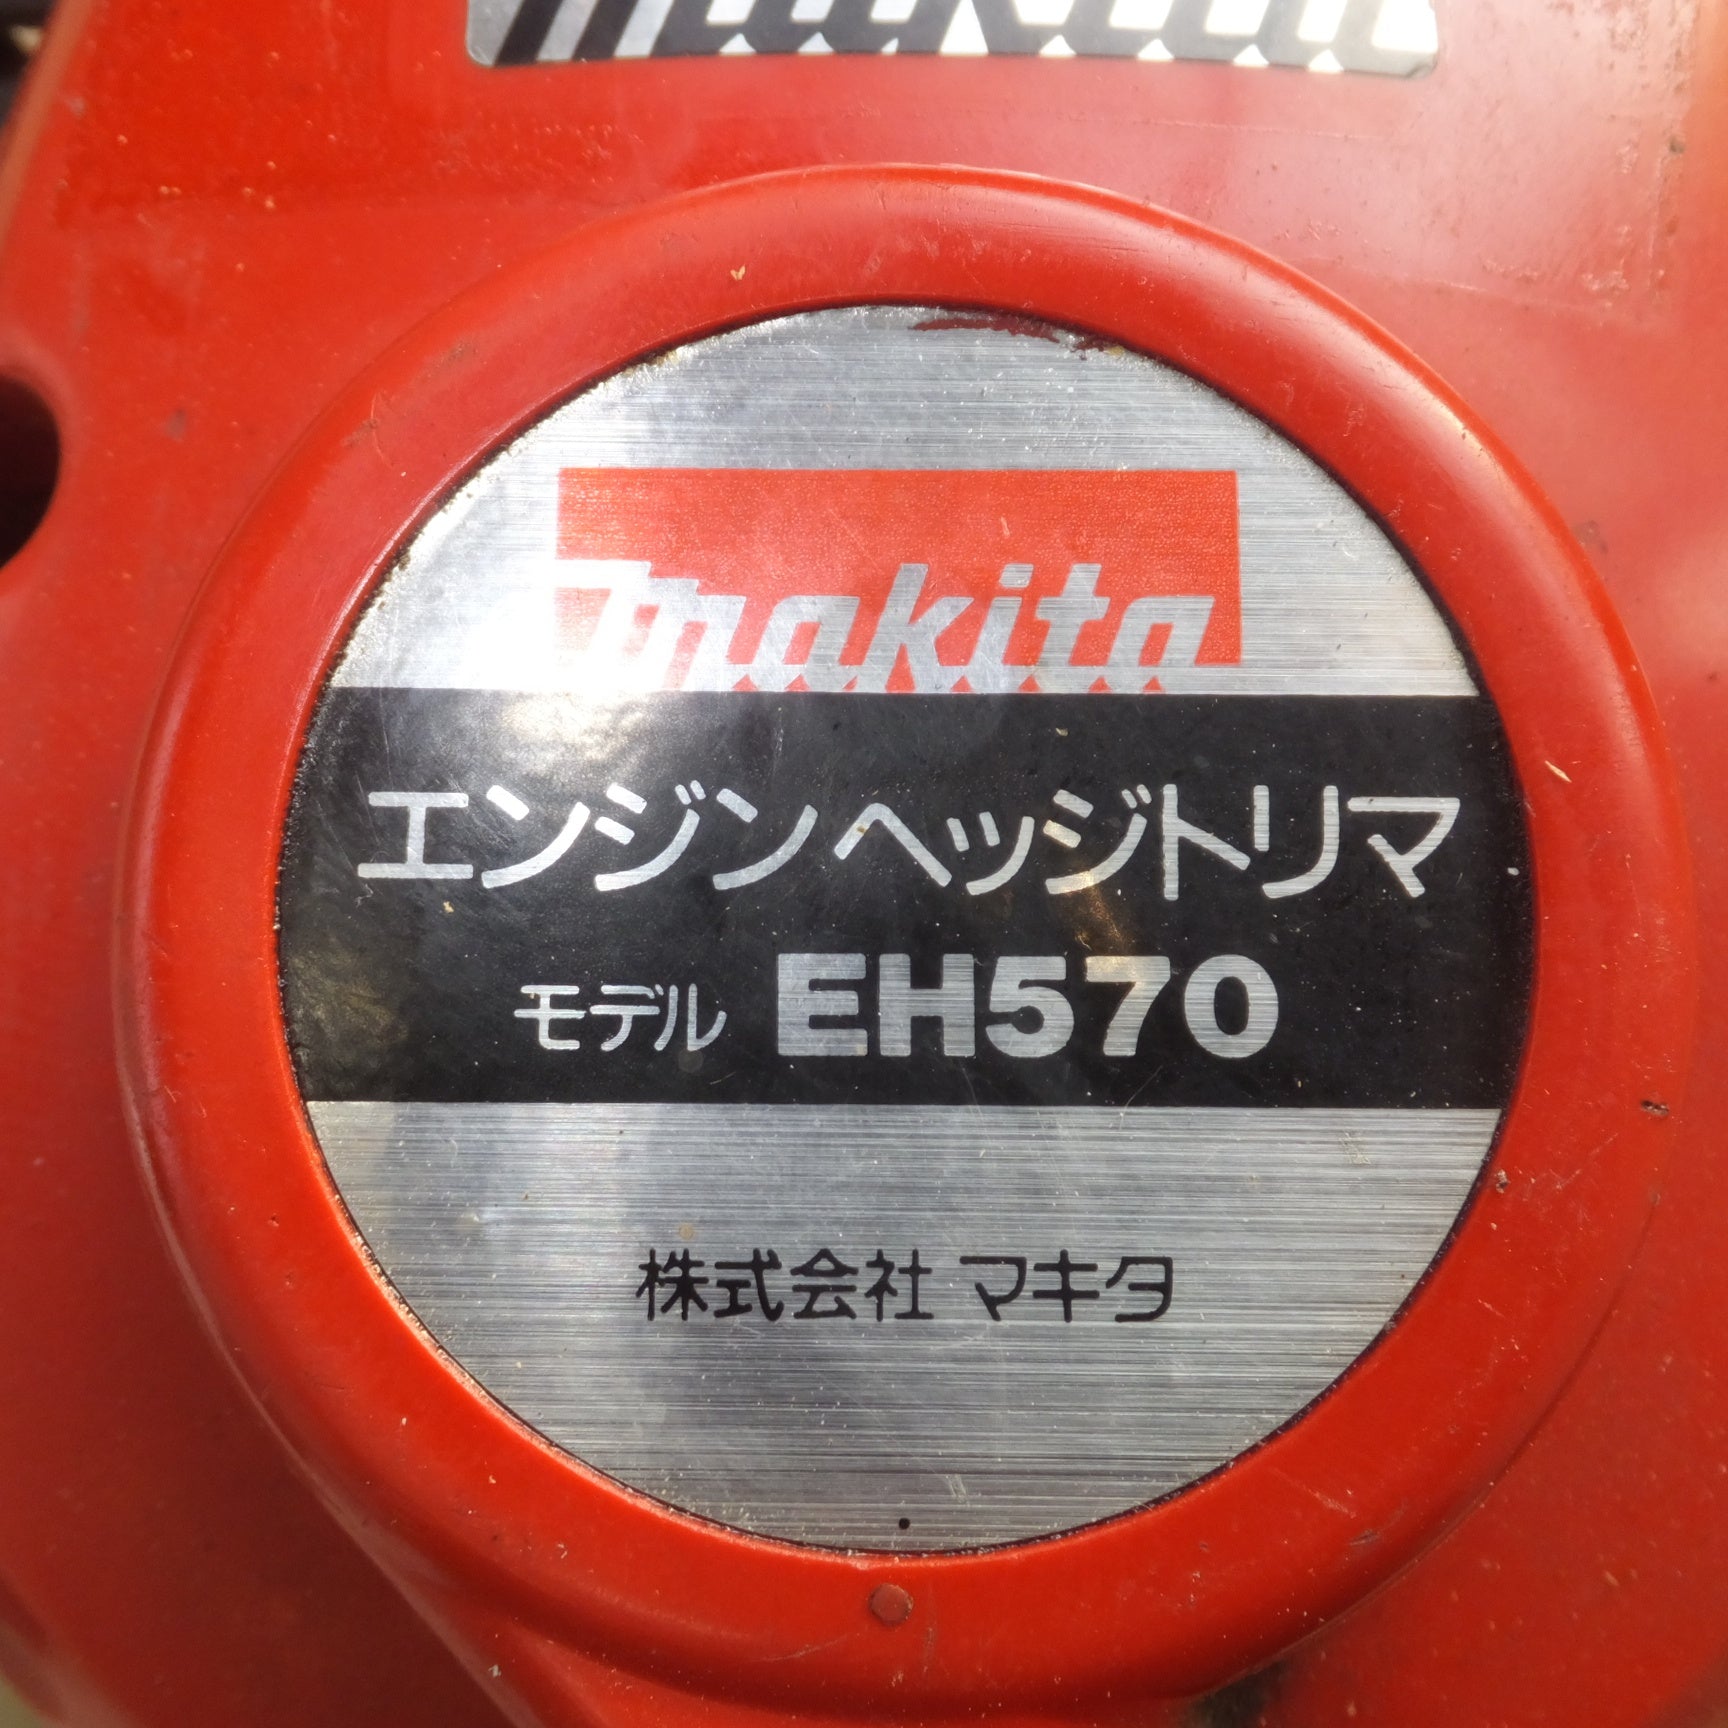 makita
makita
エンジンヘッジトリマ
モデル EH570
株式会社 マキタ